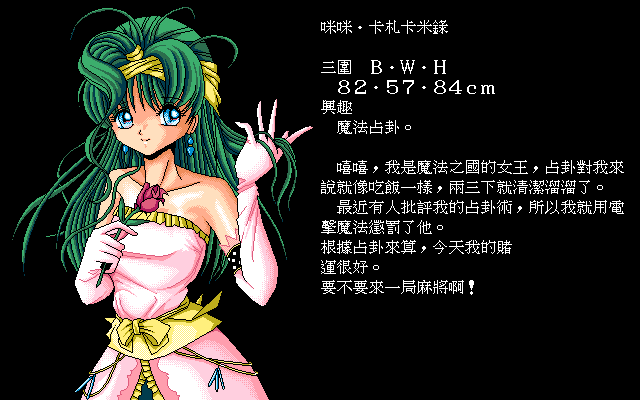 咪咪·卡札卡米錄
三圍 B·W·H
82·57·84cm
興趣
魔法占卦。
嘻嘻，我是魔法之國的女王，占卦對我來
說就像吃飯一樣，兩三下就清潔溜溜了。
最近有人批評我的占卦術，所以我就用電
擊魔法懲罰了他。
根據占卦來算，今天我的賭
運很好。
要不要來一局麻將啊！